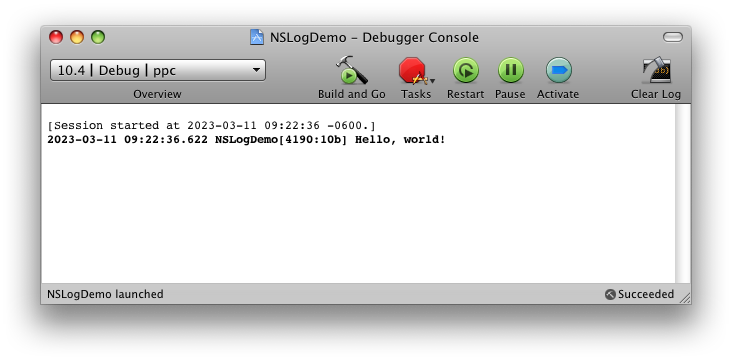 NSLogDemo – Debugger Console
10.4 | Debug | ppc
Overview
Build and Go
Tasks
Restart
Pause
Activate
Clear Log
[Session started at 2023-03-11 09:22:36 -0600.]
2023-03-11 09:22:36.622 NSLogDemo[4190:10b] Hello, world!
NSLogDemo launched
Succeeded